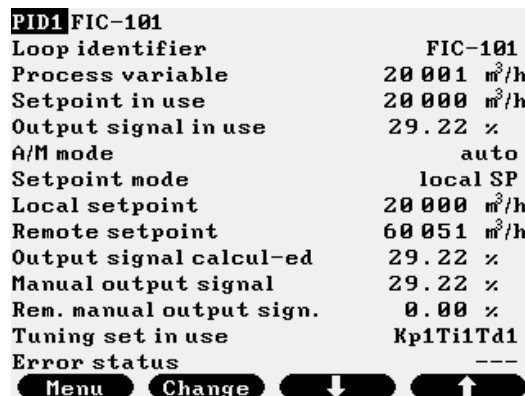 PID1 FIC-101
Loop identifier FIC-101
Process variable 20 001 m³/h
Setpoint in use 20 000 m³/h
Output signal in use 29.22 %
A/M mode auto
Setpoint mode local SP
Local setpoint 20 000 m³/h
Remote setpoint 60 051 m³/h
Output signal calcul-ed 29.22 %
Manual output signal 29.22 %
Rem. manual output sign. 0.00 %
Tuning set in use Kp1Ti1Td1
Error status ---
Menu Change ↓ ↑